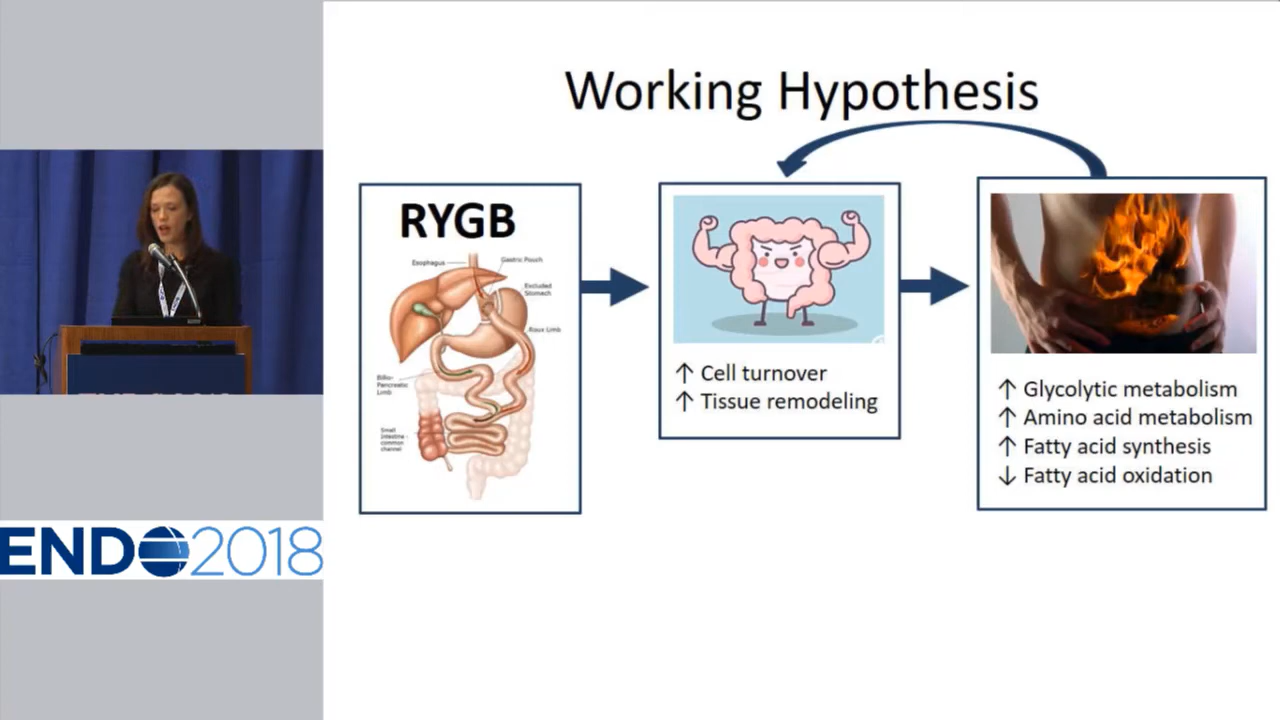 Working Hypothesis
RYGB
Esophagus
Gastric Pouch
Excluded
Stomach
Roux Limb
Bilio-
Pancreatic
Limb
Small
Intestine -
common
channel
↑ Cell turnover
↑ Tissue remodeling
↑ Glycolytic metabolism
↑ Amino acid metabolism
↑ Fatty acid synthesis
↓ Fatty acid oxidation
ENDO2018